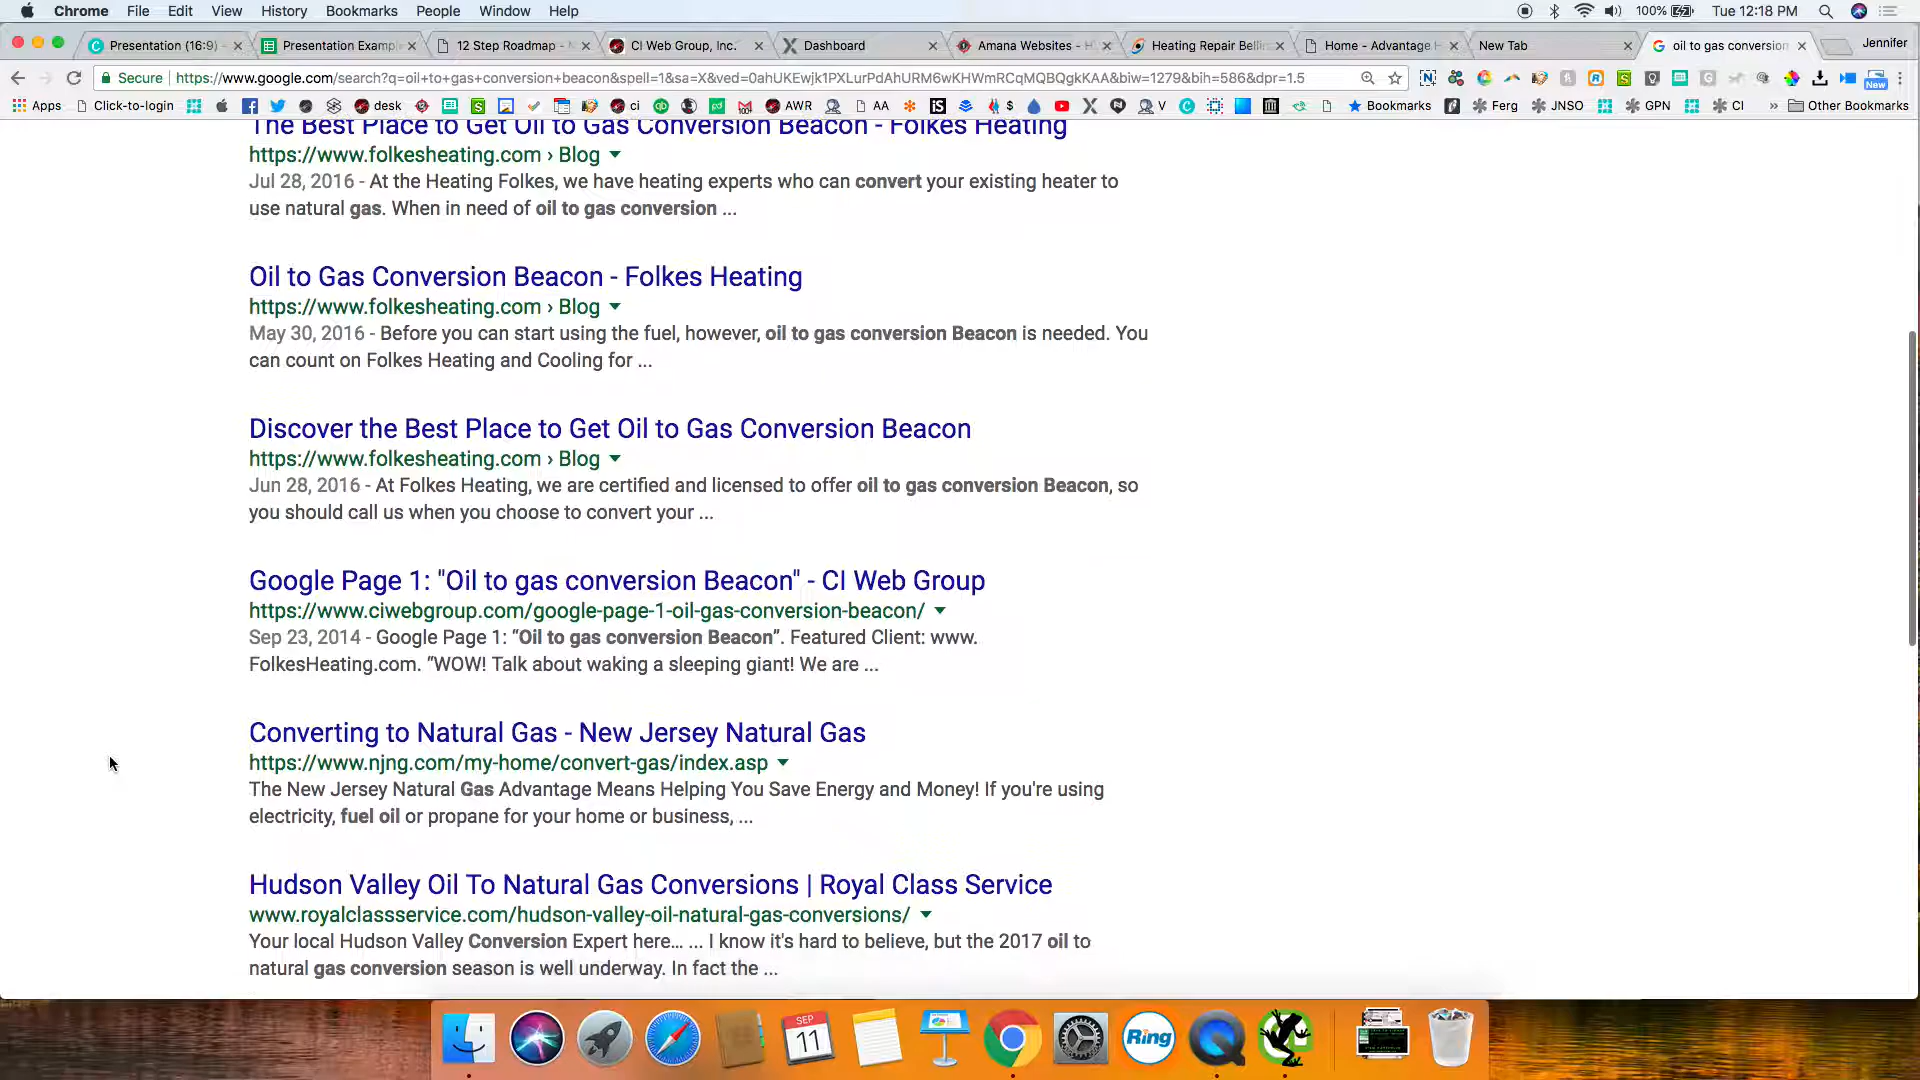 Chrome File Edit View History Bookmarks People Window Help 100% Tue 12:18 PM
Presentation (16:9) - Presentation Exampl 12 Step Roadmap - CI Web Group, Inc. Dashboard Amana Websites - H Heating Repair Belli Home - Advantage H New Tab oil to gas conversion Jennifer
Secure https://www.google.com/search?q=oil+to+gas+conversion+beacon&spell=1&sa=X&ved=0ahUKEwjk1PXLurPdAhURM6wKHWmRCqMQBQgkKAA&biw=1279&bih=586&dpr=1.5 New
Apps Click-to-login desk ci AWR AA $ V Bookmarks Ferg JNSO GPN CI » Other Bookmarks
The Best Place to Get Oil to Gas Conversion Beacon - Folkes Heating
https://www.folkesheating.com › Blog
Jul 28, 2016 - At the Heating Folkes, we have heating experts who can convert your existing heater to
use natural gas. When in need of oil to gas conversion ...
Oil to Gas Conversion Beacon - Folkes Heating
https://www.folkesheating.com › Blog
May 30, 2016 - Before you can start using the fuel, however, oil to gas conversion Beacon is needed. You
can count on Folkes Heating and Cooling for ...
Discover the Best Place to Get Oil to Gas Conversion Beacon
https://www.folkesheating.com › Blog
Jun 28, 2016 - At Folkes Heating, we are certified and licensed to offer oil to gas conversion Beacon, so
you should call us when you choose to convert your ...
Google Page 1: "Oil to gas conversion Beacon" - CI Web Group
https://www.ciwebgroup.com/google-page-1-oil-gas-conversion-beacon/
Sep 23, 2014 - Google Page 1: “Oil to gas conversion Beacon”. Featured Client: www.
FolkesHeating.com. “WOW! Talk about waking a sleeping giant! We are ...
Converting to Natural Gas - New Jersey Natural Gas
https://www.njng.com/my-home/convert-gas/index.asp
The New Jersey Natural Gas Advantage Means Helping You Save Energy and Money! If you're using
electricity, fuel oil or propane for your home or business, ...
Hudson Valley Oil To Natural Gas Conversions | Royal Class Service
www.royalclassservice.com/hudson-valley-oil-natural-gas-conversions/
Your local Hudson Valley Conversion Expert here... ... I know it's hard to believe, but the 2017 oil to
natural gas conversion season is well underway. In fact the ...
SEP
11
Ring